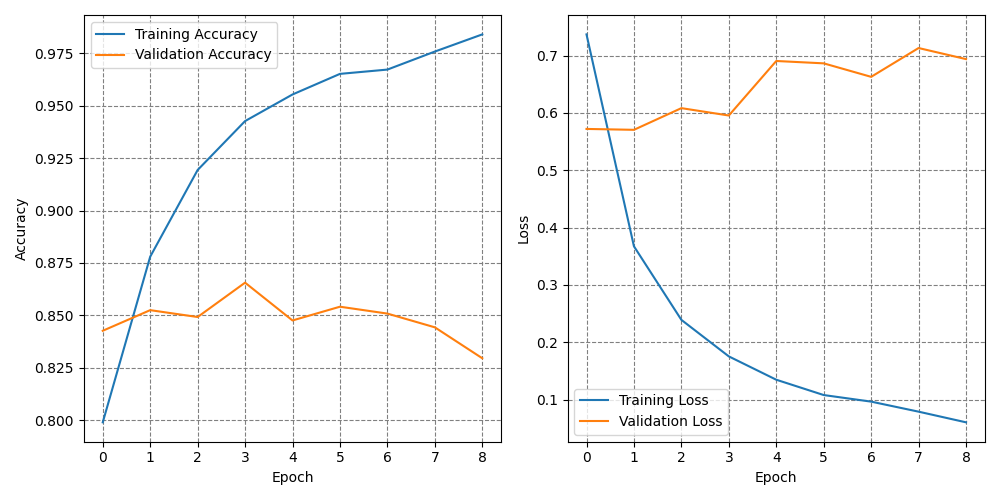 Training Accuracy
Validation Accuracy
0.975
0.950
0.925
0.900
0.875
0.850
0.825
0.800
Accuracy
0 1 2 3 4 5 6 7 8
Epoch
0.7
0.6
0.5
0.4
0.3
0.2
0.1
Loss
Training Loss
Validation Loss
0 1 2 3 4 5 6 7 8
Epoch